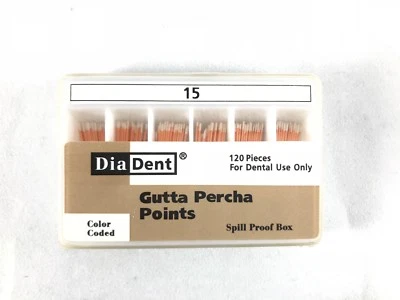 15
DiaDent®
120 Pieces
For Dental Use Only
Gutta Percha
Points
Color
Coded
Spill Proof Box